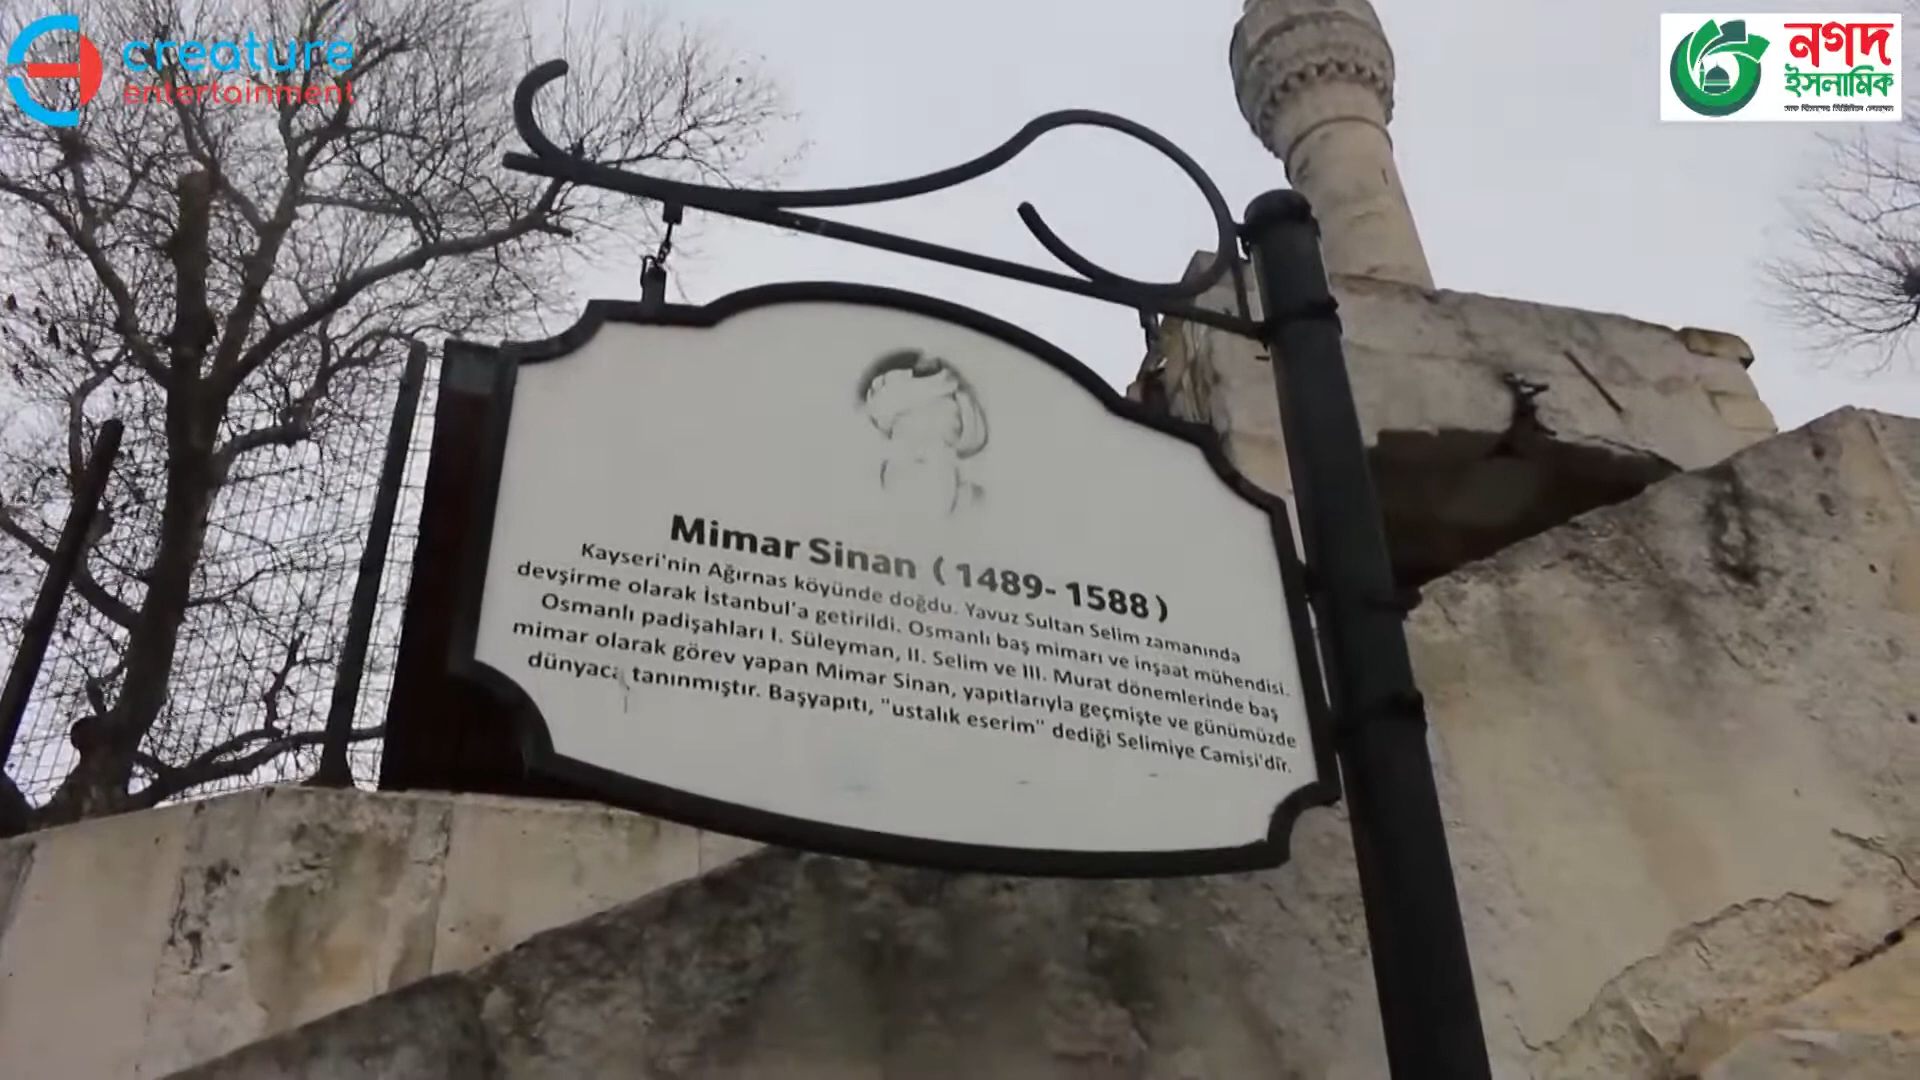 creature
entertainment
নগদ
ইসলামিক
Mimar Sinan (1489-1588)
Kayseri'nin Ağırnas köyünde doğdu. Yavuz Sultan Selim zamanında
devşirme olarak İstanbul'a getirildi. Osmanlı baş mimarı ve inşaat mühendisi.
Osmanlı padişahları I. Süleyman, II. Selim ve III. Murat dönemlerinde baş
mimar olarak görev yapan Mimar Sinan, yapıtlarıyla geçmişte ve günümüzde
dünyaca tanınmıştır. Başyapıtı, "ustalık eserim" dediği Selimiye Camisi'dir.